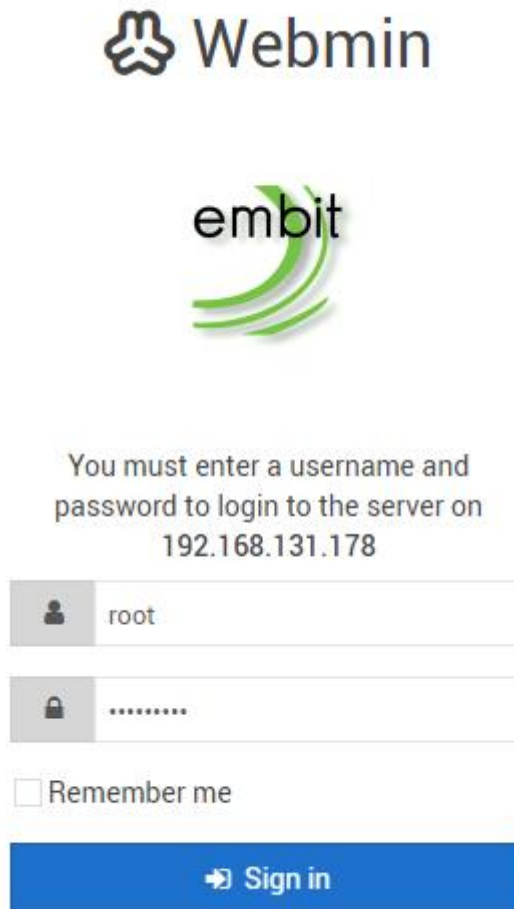 Webmin
embit
You must enter a username and
password to login to the server on
192.168.131.178
root
•••••••••
Remember me
Sign in